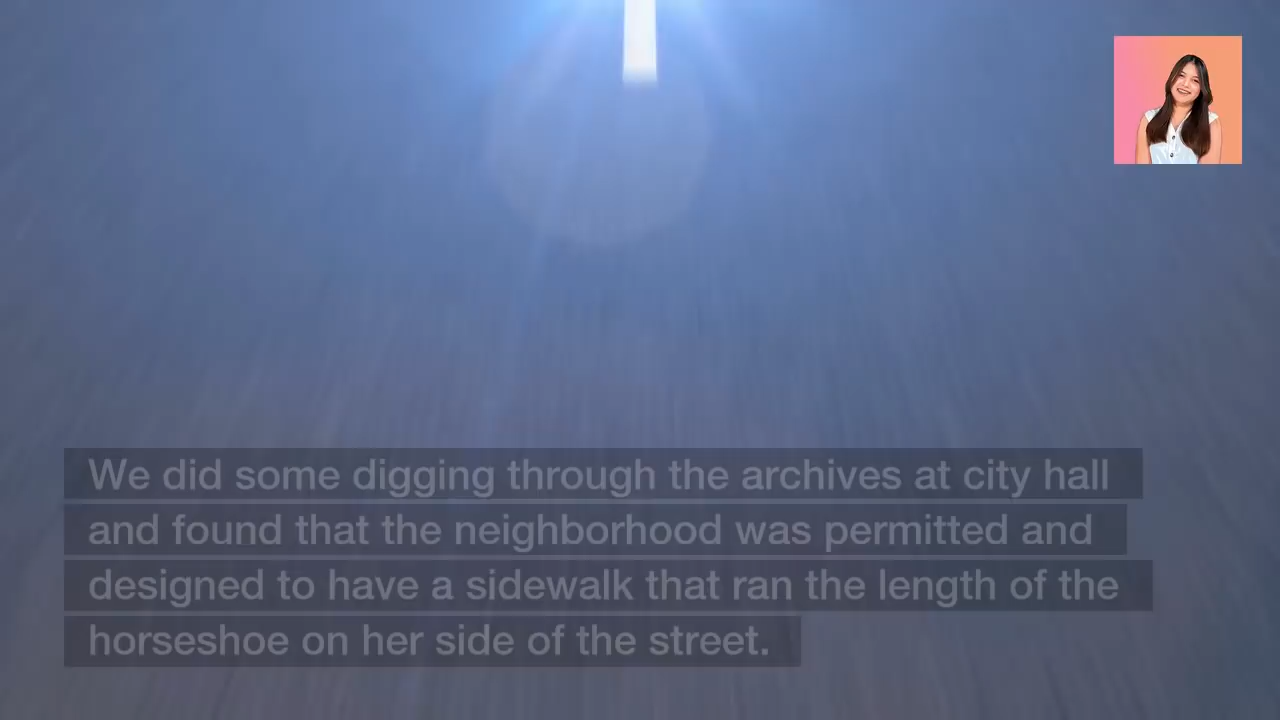 We did some digging through the archives at city hall
and found that the neighborhood was permitted and
designed to have a sidewalk that ran the length of the
horseshoe on her side of the street.